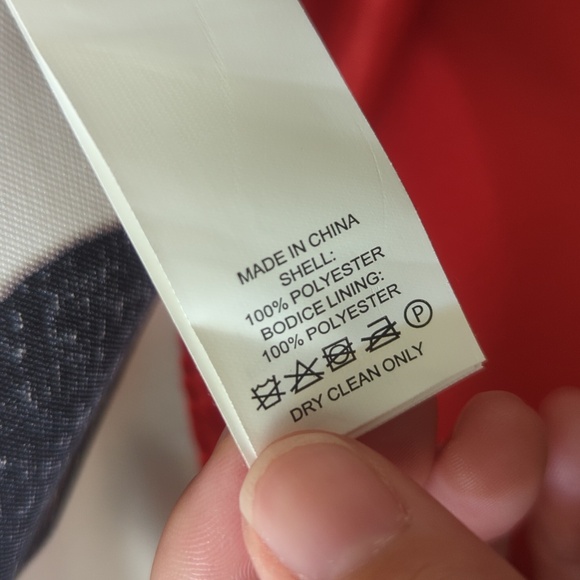 MADE IN CHINA
SHELL:
100% POLYESTER
BODICE LINING:
100% POLYESTER
P
DRY CLEAN ONLY